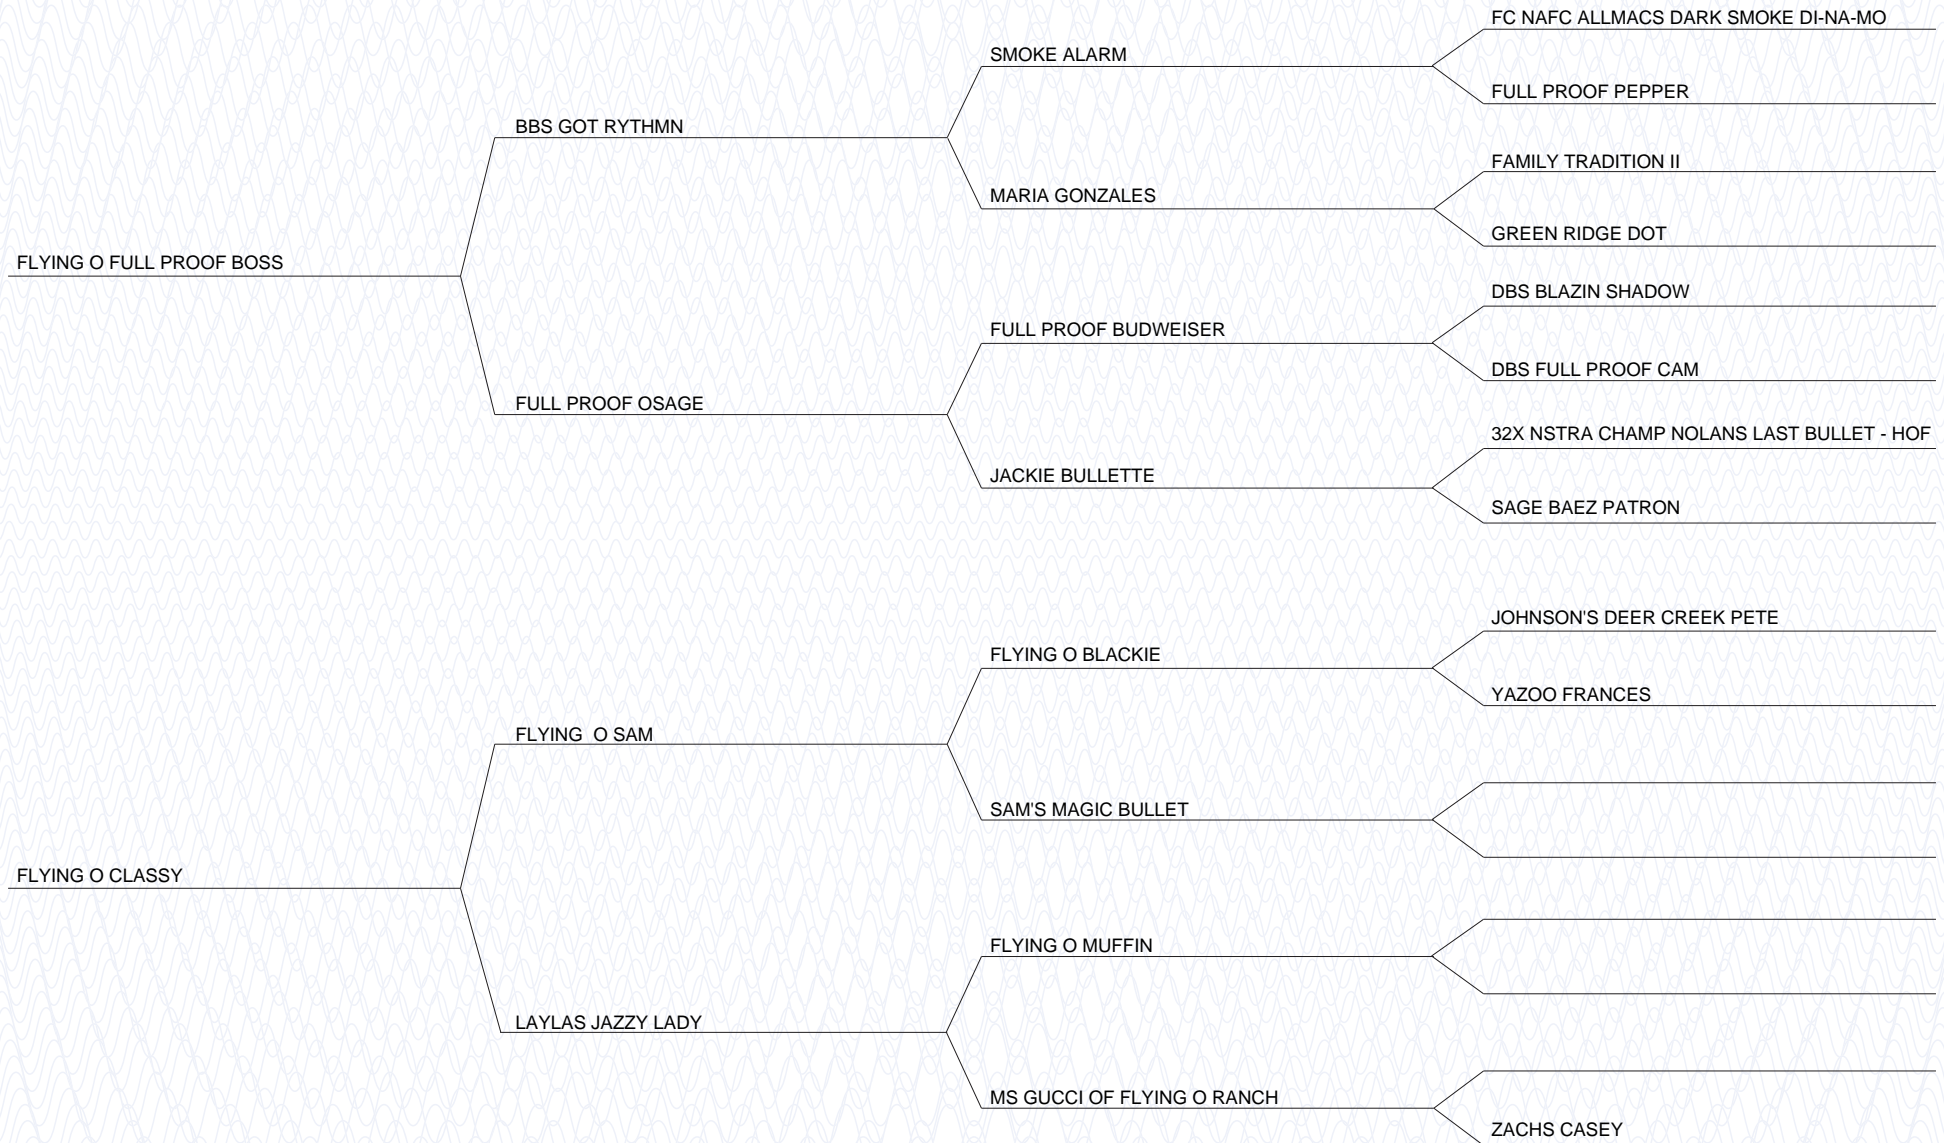 FC NAFC ALLMACS DARK SMOKE DI-NA-MO
SMOKE ALARM
FULL PROOF PEPPER
BBS GOT RYTHMN
FAMILY TRADITION II
MARIA GONZALES
GREEN RIDGE DOT
FLYING O FULL PROOF BOSS
DBS BLAZIN SHADOW
FULL PROOF BUDWEISER
DBS FULL PROOF CAM
FULL PROOF OSAGE
32X NSTRA CHAMP NOLANS LAST BULLET - HOF
JACKIE BULLETTE
SAGE BAEZ PATRON
JOHNSON'S DEER CREEK PETE
FLYING O BLACKIE
YAZOO FRANCES
FLYING  O SAM
SAM'S MAGIC BULLET
FLYING O CLASSY
FLYING O MUFFIN
LAYLAS JAZZY LADY
MS GUCCI OF FLYING O RANCH
ZACHS CASEY